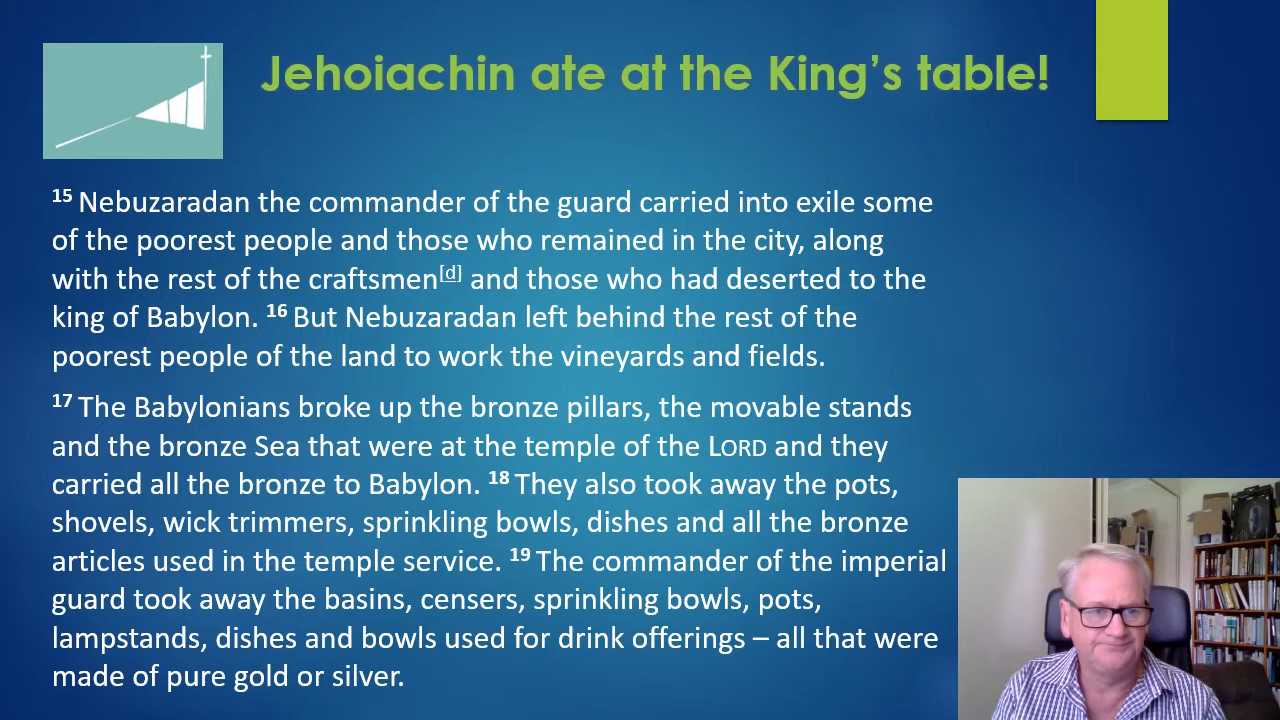 Jehoiachin ate at the King’s table!
15 Nebuzaradan the commander of the guard carried into exile some
of the poorest people and those who remained in the city, along
with the rest of the craftsmen[d] and those who had deserted to the
king of Babylon. 16 But Nebuzaradan left behind the rest of the
poorest people of the land to work the vineyards and fields.
17 The Babylonians broke up the bronze pillars, the movable stands
and the bronze Sea that were at the temple of the LORD and they
carried all the bronze to Babylon. 18 They also took away the pots,
shovels, wick trimmers, sprinkling bowls, dishes and all the bronze
articles used in the temple service. 19 The commander of the imperial
guard took away the basins, censers, sprinkling bowls, pots,
lampstands, dishes and bowls used for drink offerings – all that were
made of pure gold or silver.